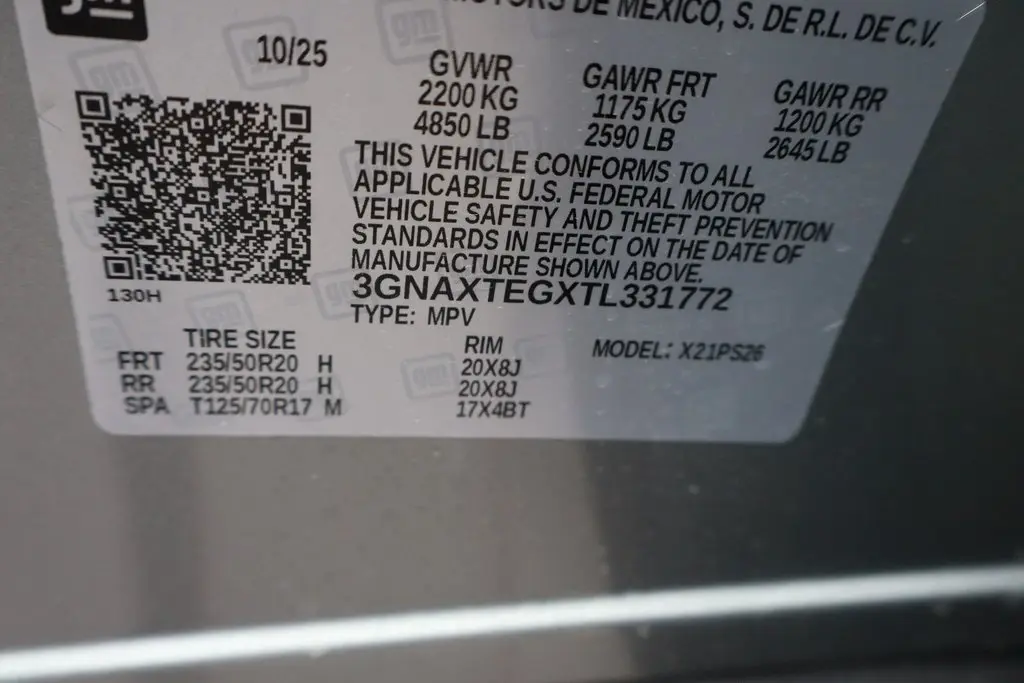 gm
MOTORS DE MEXICO, S. DE R.L. DE C.V.
10/25
GVWR GAWR FRT GAWR RR
2200 KG 1175 KG 1200 KG
4850 LB 2590 LB 2645 LB
THIS VEHICLE CONFORMS TO ALL
APPLICABLE U.S. FEDERAL MOTOR
VEHICLE SAFETY AND THEFT PREVENTION
STANDARDS IN EFFECT ON THE DATE OF
MANUFACTURE SHOWN ABOVE.
130H
3GNAXTEGXTL331772
TYPE: MPV
TIRE SIZE RIM MODEL: X21PS26
FRT 235/50R20 H 20X8J
RR 235/50R20 H 20X8J
SPA T125/70R17 M 17X4BT